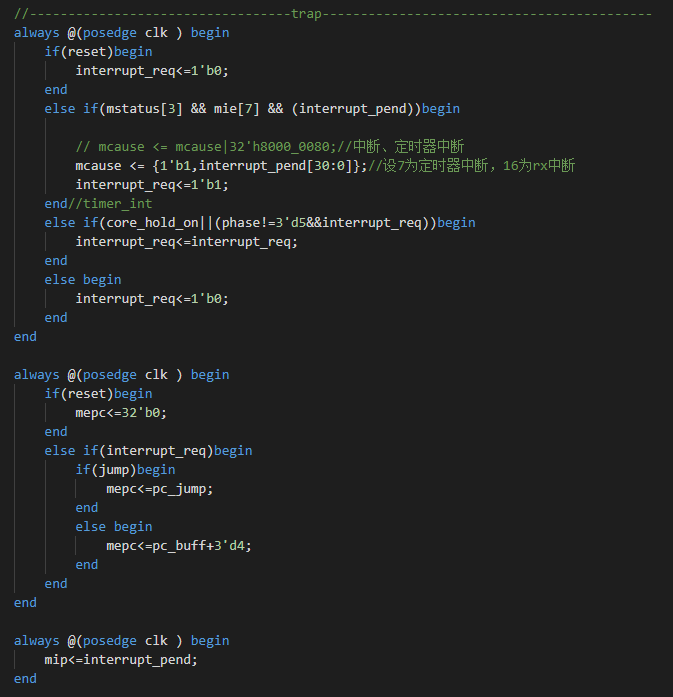 //---------------------------------trap------------------------------------------
always @(posedge clk ) begin
    if(reset)begin
        interrupt_req<=1'b0;
    end
    else if(mstatus[3] && mie[7] && (interrupt_pend))begin

        // mcause <= mcause|32'h8000_0080;//中断、定时器中断
        mcause <= {1'b1,interrupt_pend[30:0]};//设7为定时器中断，16为rx中断
        interrupt_req<=1'b1;
    end//timer_int
    else if(core_hold_on||(phase!=3'd5&&interrupt_req))begin
        interrupt_req<=interrupt_req;
    end
    else begin
        interrupt_req<=1'b0;
    end
end

always @(posedge clk ) begin
    if(reset)begin
        mepc<=32'b0;
    end
    else if(interrupt_req)begin
        if(jump)begin
            mepc<=pc_jump;
        end
        else begin
            mepc<=pc_buff+3'd4;
        end
    end
end

always @(posedge clk ) begin
    mip<=interrupt_pend;
end